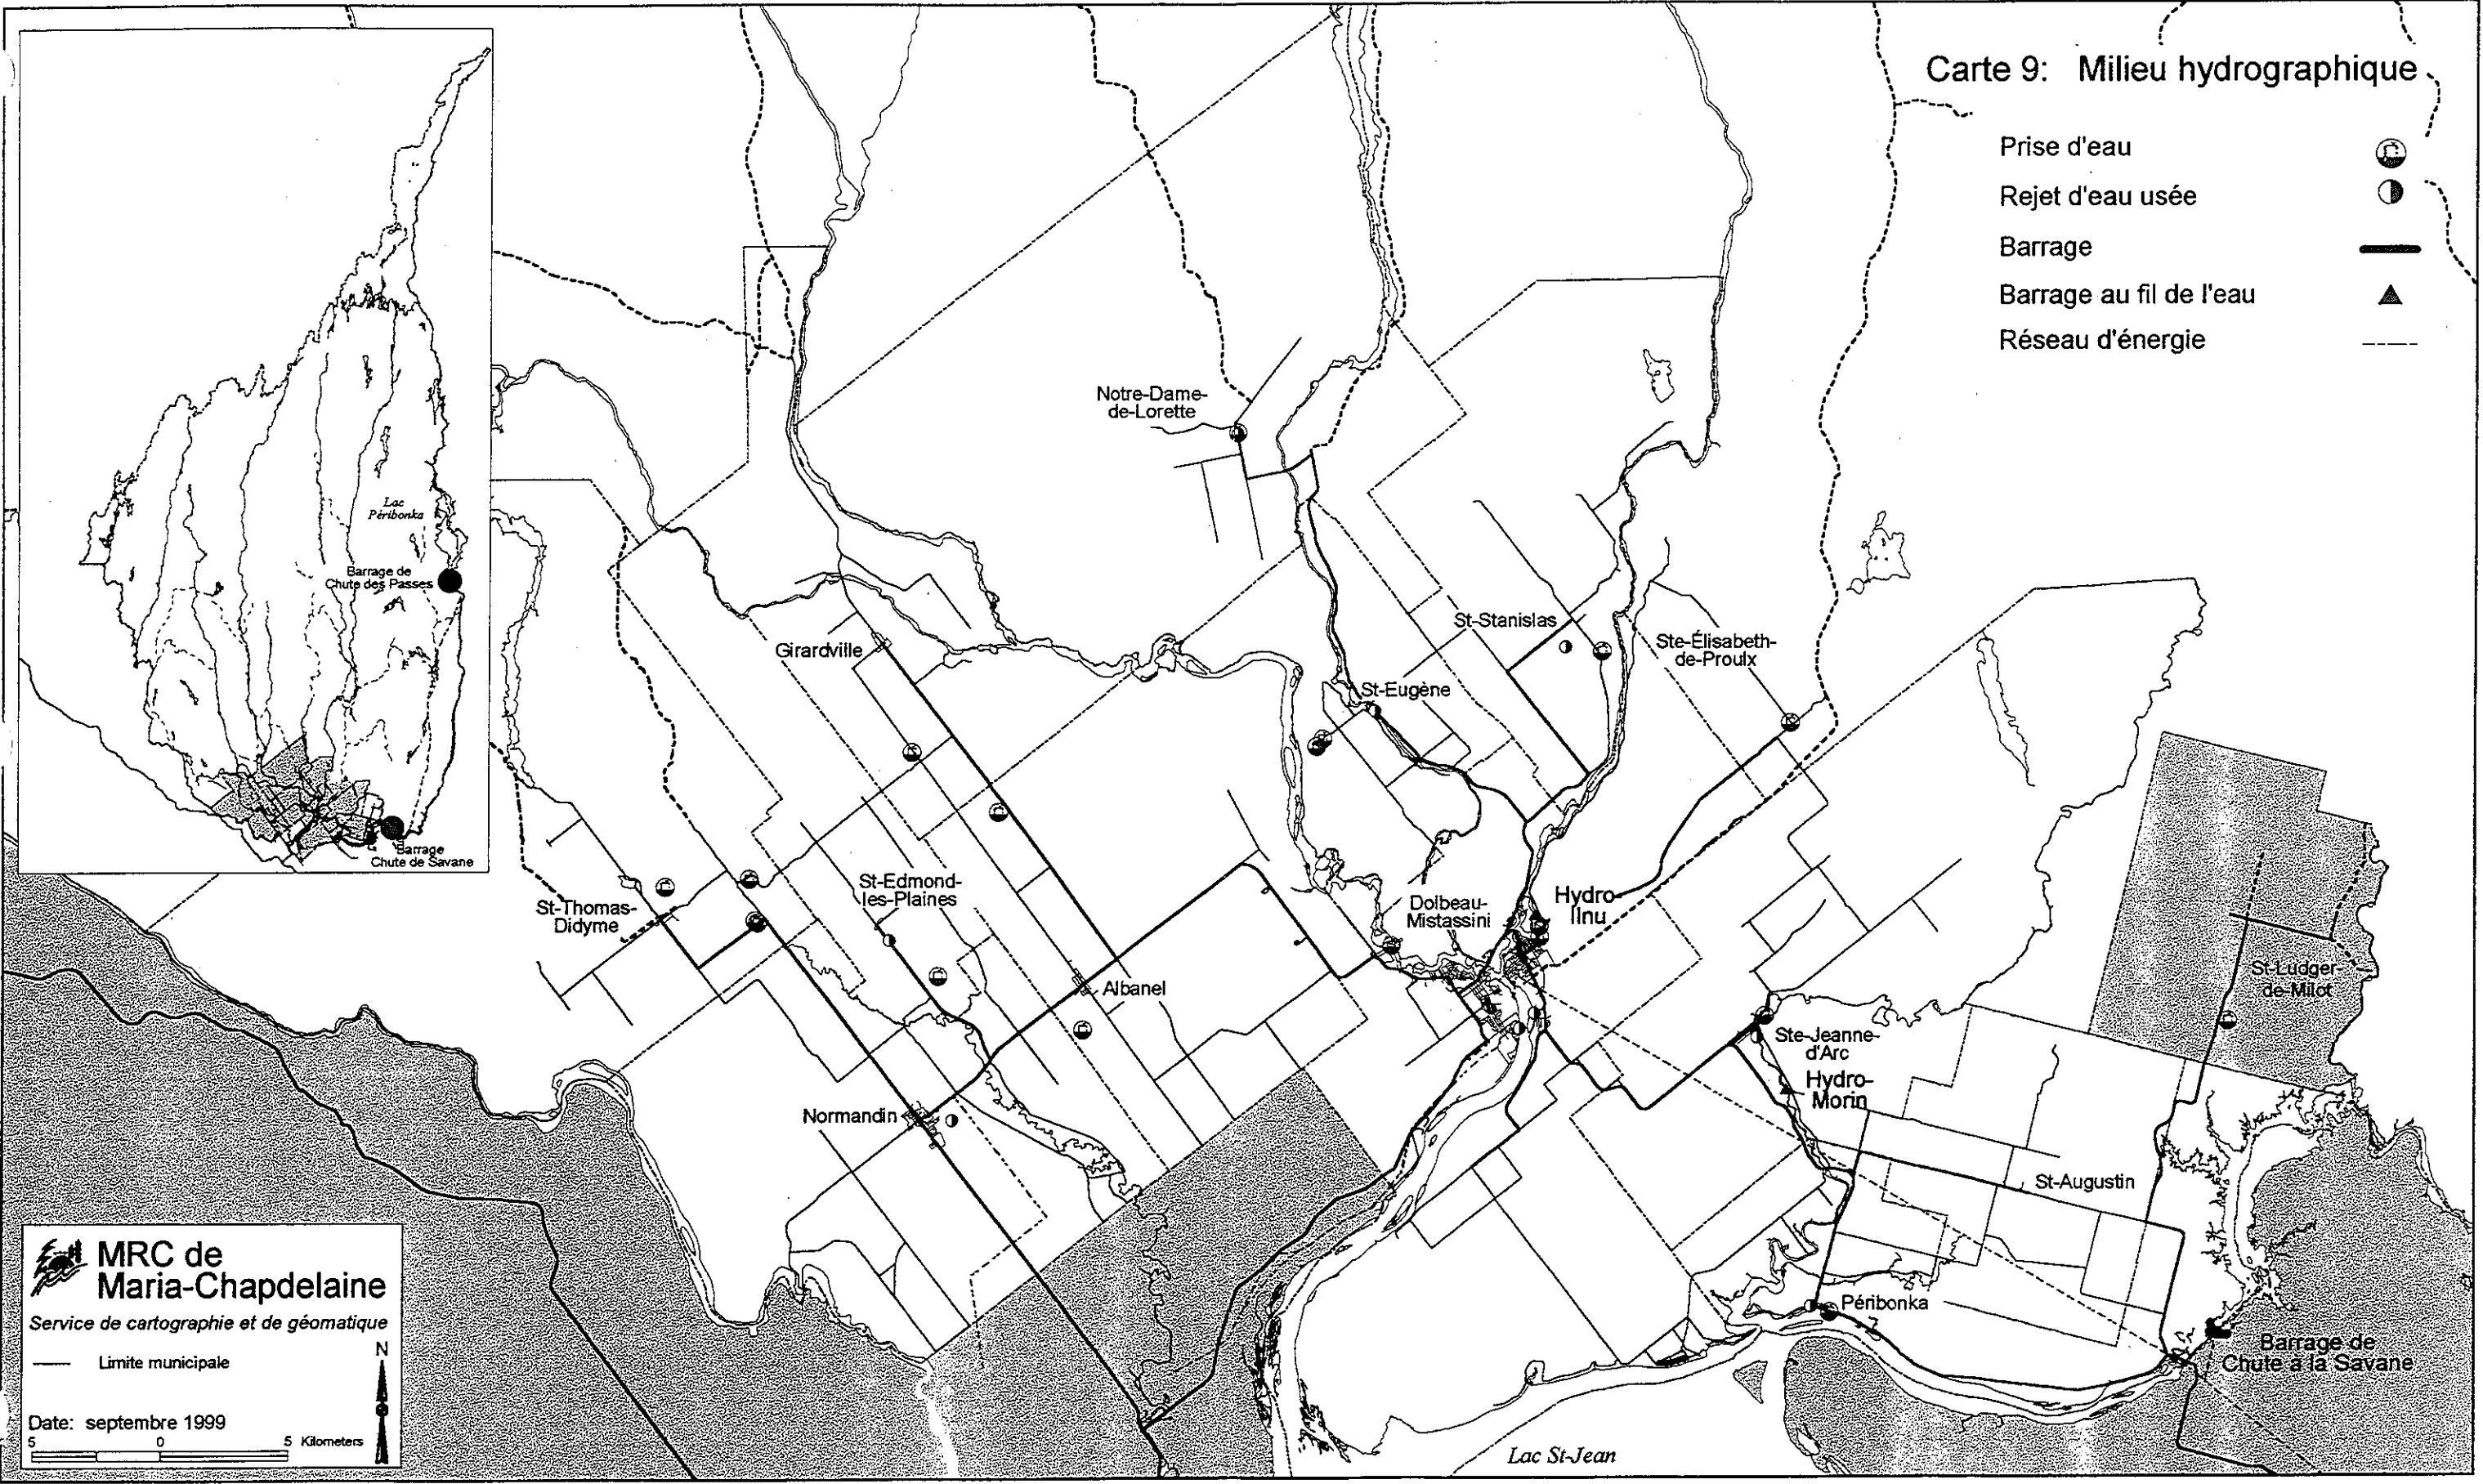 Carte 9: Milieu hydrographique
Prise d'eau
Rejet d'eau usée
Barrage
Barrage au fil de l'eau
Réseau d'énergie
Lac
Péribonka
Barrage de
Chute des Passes
Barrage
Chute de Savane
Notre-Dame-
de-Lorette
St-Stanislas
Ste-Élisabeth-
de-Proulx
Girardville
St-Eugène
St-Edmond-
les-Plaines
St-Thomas-
Didyme
Dolbeau-
Mistassini
Hydro-
Ilnu
Albanel
St-Ludger-
de-Milot
Ste-Jeanne-
d'Arc
Hydro-
Morin
Normandin
St-Augustin
Péribonka
Barrage de
Chute a la Savane
Lac St-Jean
MRC de
Maria-Chapdelaine
Service de cartographie et de géomatique
Limite municipale
N
Date: septembre 1999
5 0 5 Kilometers